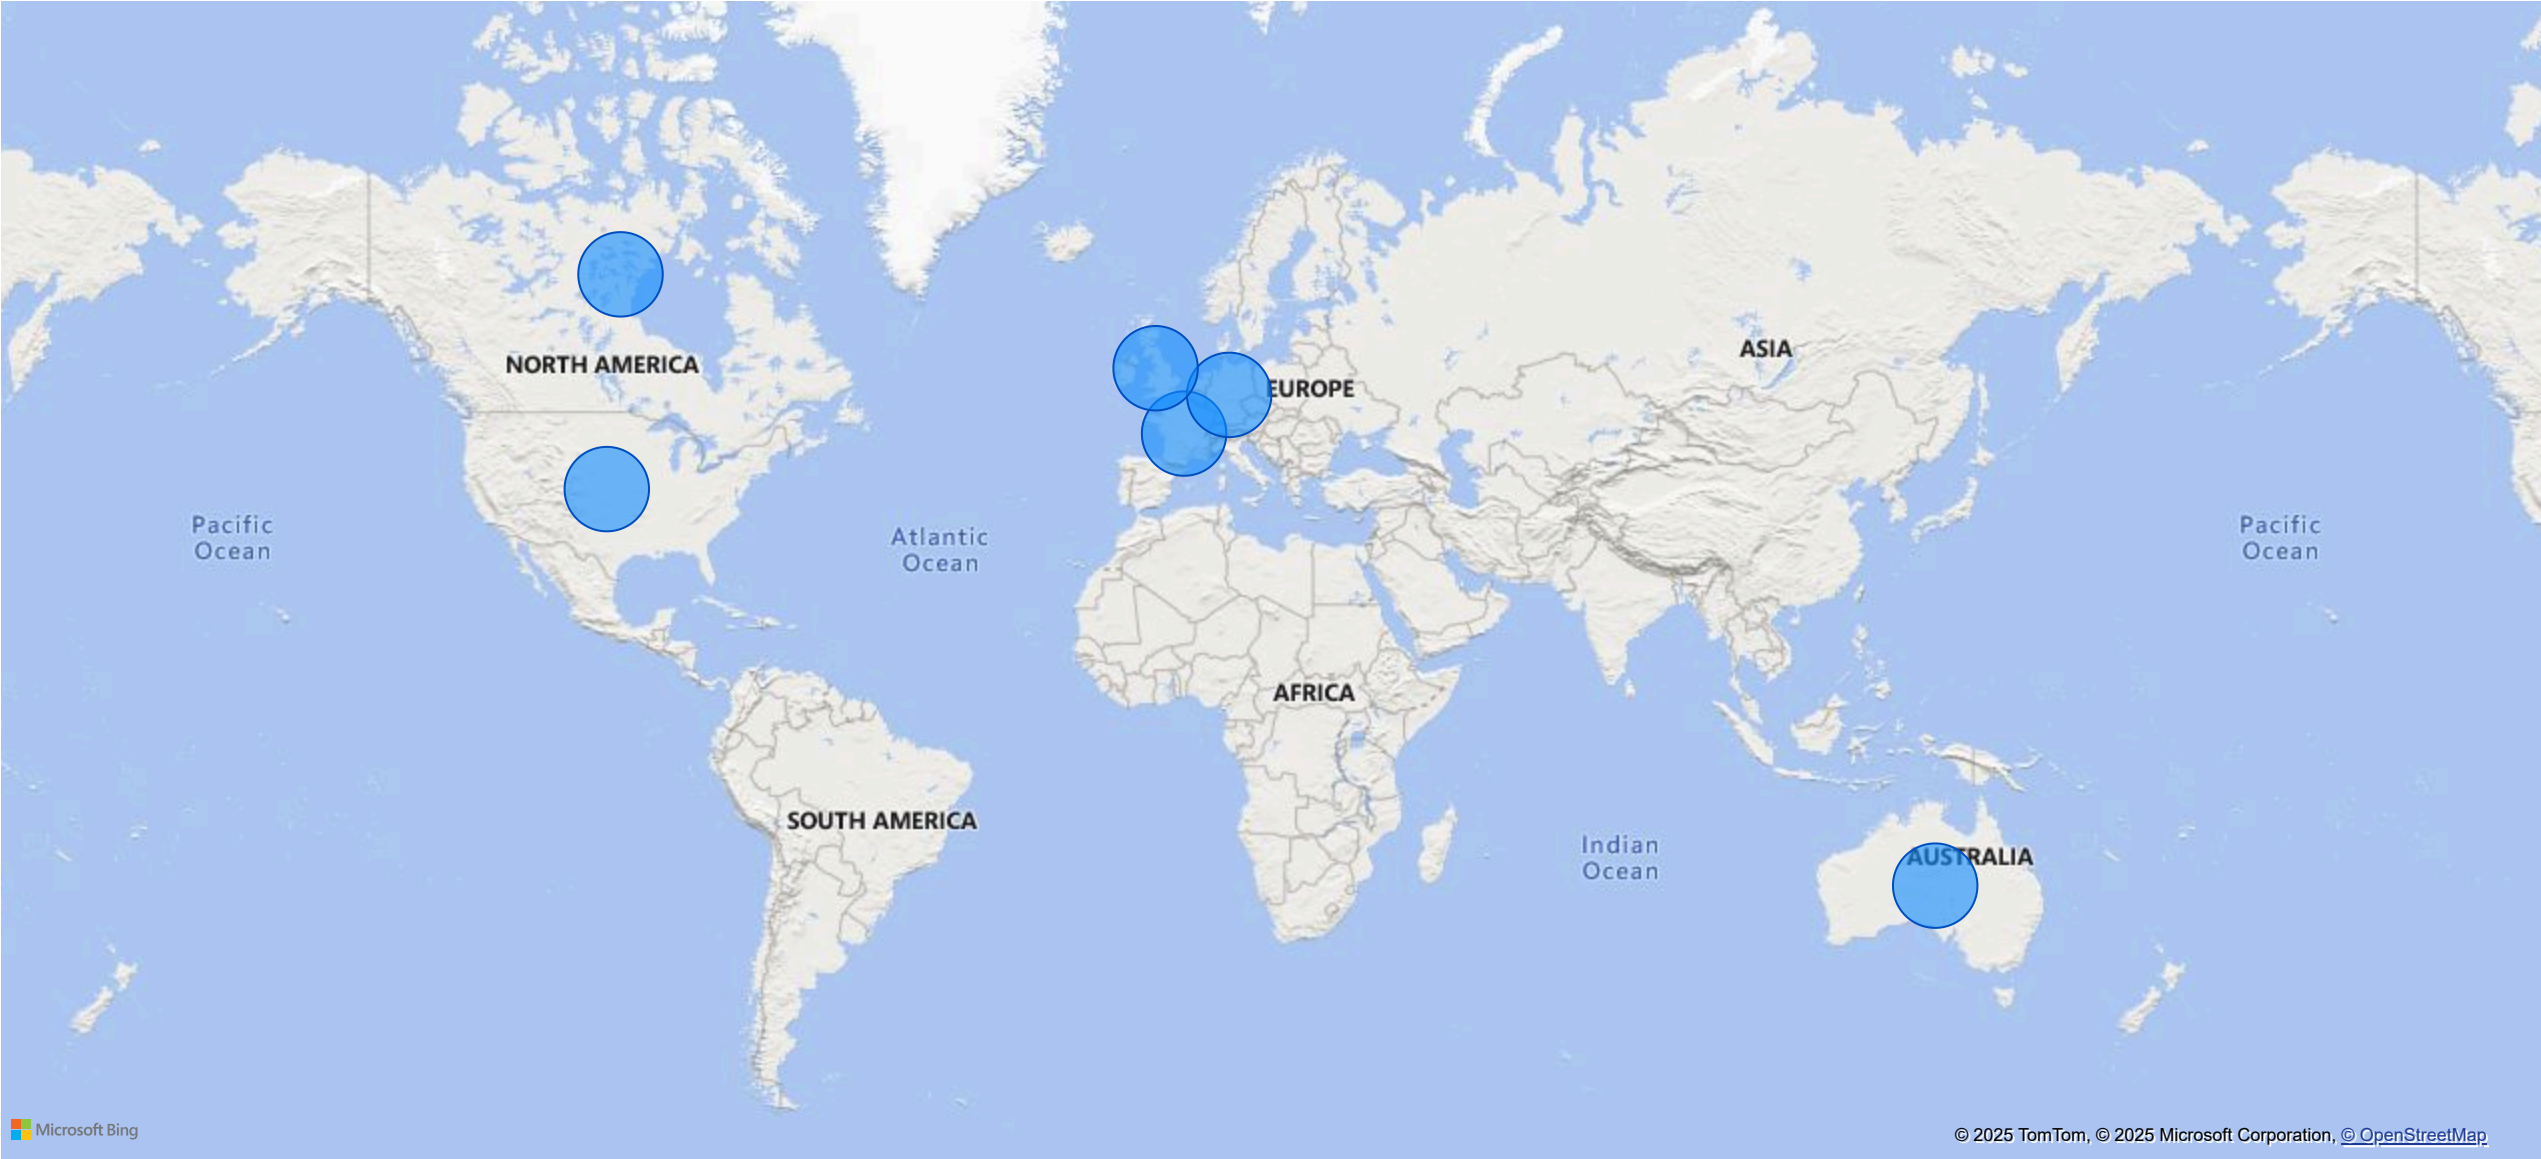 NORTH AMERICA
EUROPE
ASIA
Pacific
Ocean
Atlantic
Ocean
Pacific
Ocean
AFRICA
SOUTH AMERICA
Indian
Ocean
AUSTRALIA
Microsoft Bing
© 2025 TomTom, © 2025 Microsoft Corporation, © OpenStreetMap